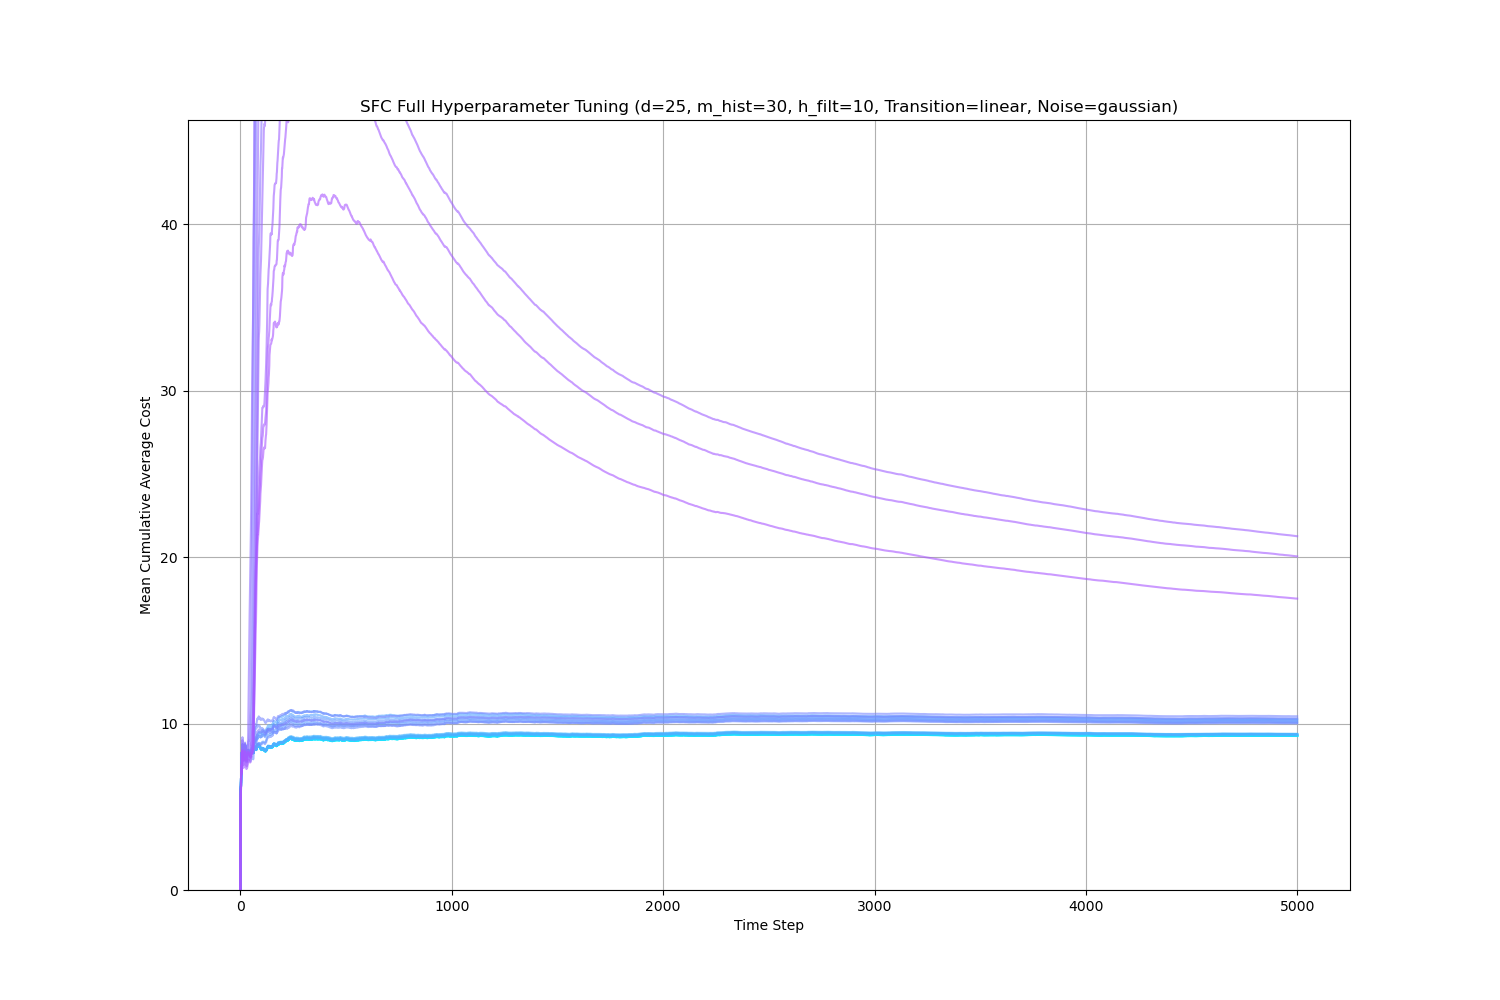 SFC Full Hyperparameter Tuning (d=25, m_hist=30, h_filt=10, Transition=linear, Noise=gaussian)
Mean Cumulative Average Cost
40
30
20
10
0
0 1000 2000 3000 4000 5000
Time Step